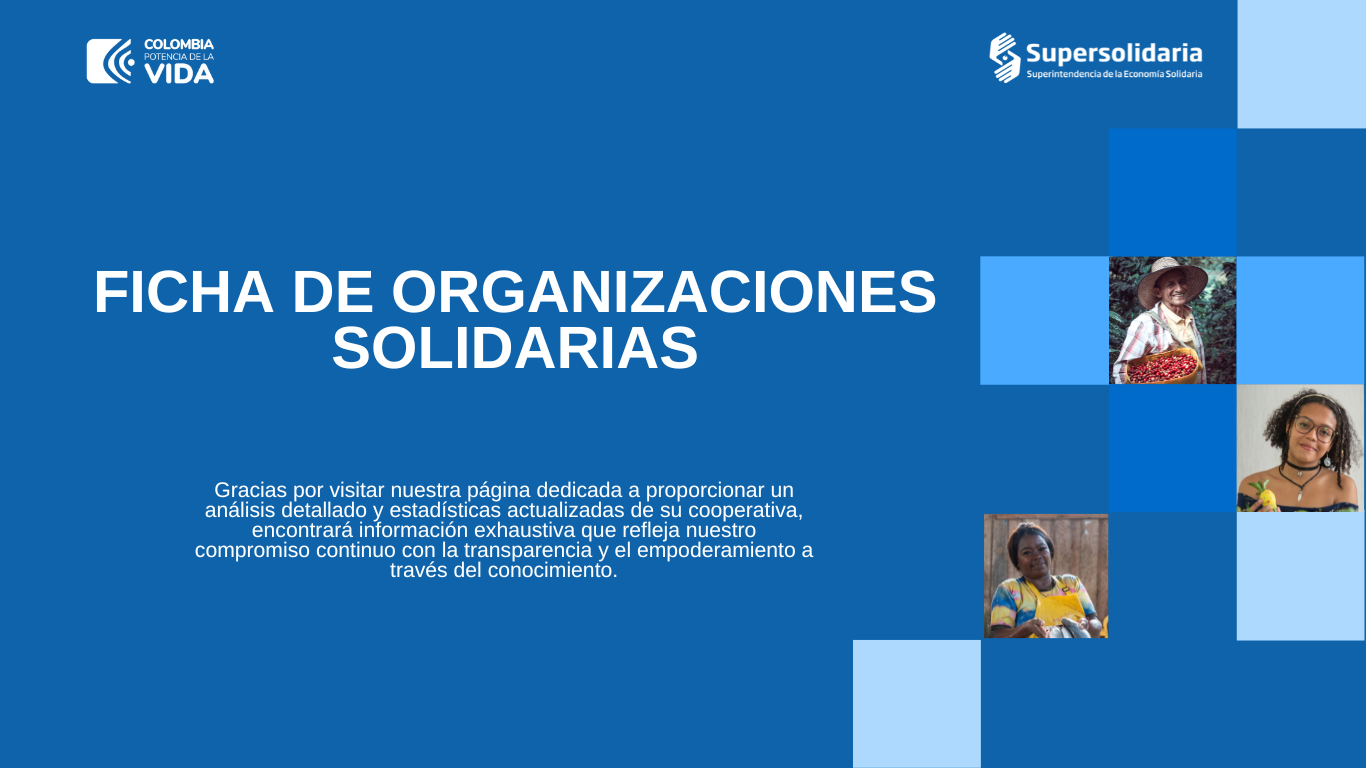 COLOMBIA
POTENCIA DE LA
VIDA
Supersolidaria
Superintendencia de la Economía Solidaria
FICHA DE ORGANIZACIONES
SOLIDARIAS
Gracias por visitar nuestra página dedicada a proporcionar un
análisis detallado y estadísticas actualizadas de su cooperativa,
encontrará información exhaustiva que refleja nuestro
compromiso continuo con la transparencia y el empoderamiento a
través del conocimiento.